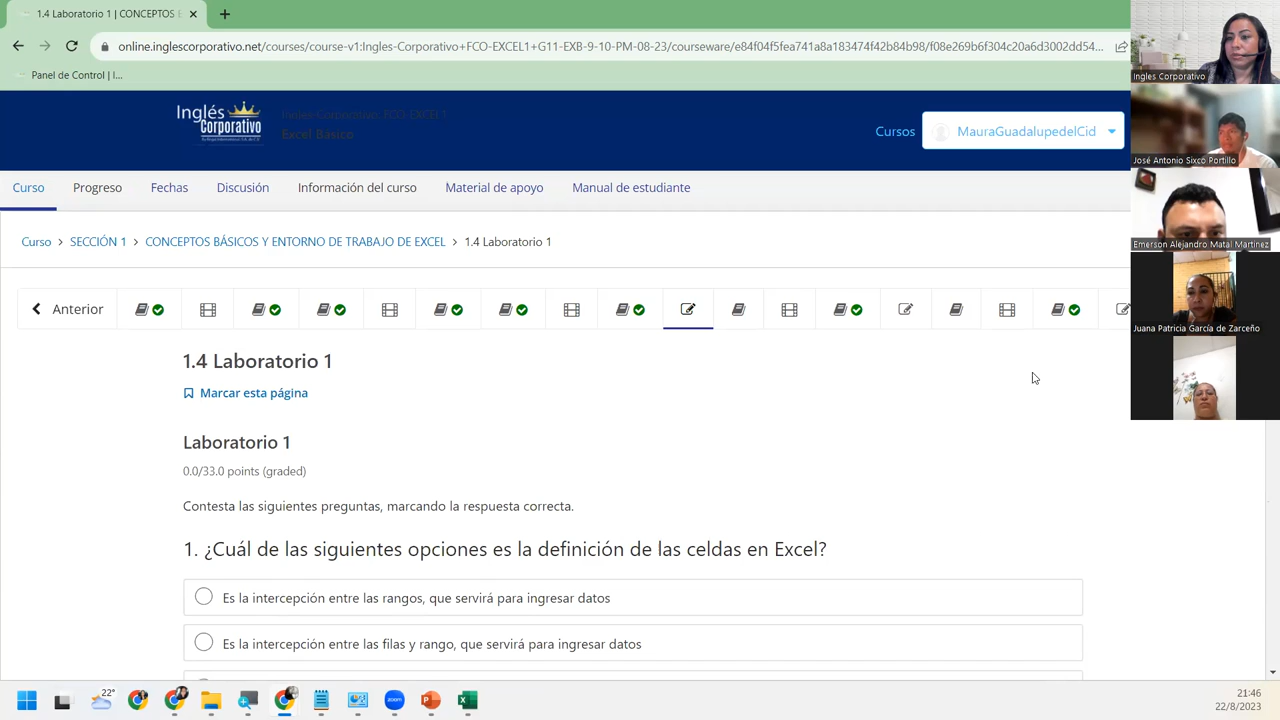 1.4 Laboratorio 1 | CONCEPTOS
online.inglescorporativo.net/courses/course-v1:Ingles-Corporativo
EXCEL1+G11-EXB-9-10-PM-08-23/courseware/e84f0ef5fea741a8a183474f42b84b98/f08e269b6f304c20a6d3002dd54...
Panel de Control | I...
Inglés
Corporativo
Excel Básico
Cursos
MauraGuadalupedelCid
Curso
Progreso
Fechas
Discusión
Información del curso
Material de apoyo
Manual de estudiante
Curso > SECCIÓN 1 > CONCEPTOS BÁSICOS Y ENTORNO DE TRABAJO DE EXCEL > 1.4 Laboratorio 1
Anterior
1.4 Laboratorio 1
Marcar esta página
Laboratorio 1
0.0/33.0 points (graded)
Contesta las siguientes preguntas, marcando la respuesta correcta.
1. ¿Cuál de las siguientes opciones es la definición de las celdas en Excel?
Es la intercepción entre las rangos, que servirá para ingresar datos
Es la intercepción entre las filas y rango, que servirá para ingresar datos
Ingles Corporativo
José Antonio Sixco Portillo
Emerson Alejandro Matal Martinez
Juana Patricia García de Zarceño
22°
zoom
21:46
22/8/2023